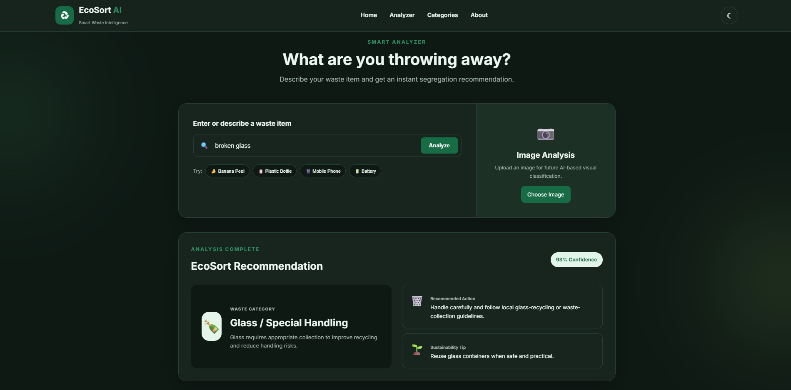 EcoSort AI
Smart Waste Intelligence
Home
Analyzer
Categories
About
SMART ANALYZER
What are you throwing away?
Describe your waste item and get an instant segregation recommendation.
Enter or describe a waste item
broken glass
Analyze
Try:
Banana Peel
Plastic Bottle
Mobile Phone
Battery
Image Analysis
Upload an image for future AI-based visual
classification.
Choose Image
ANALYSIS COMPLETE
EcoSort Recommendation
93% Confidence
WASTE CATEGORY
Glass / Special Handling
Glass requires appropriate collection to improve recycling
and reduce handling risks.
Recommended Action
Handle carefully and follow local glass-recycling or waste-
collection guidelines.
Sustainability Tip
Reuse glass containers when safe and practical.